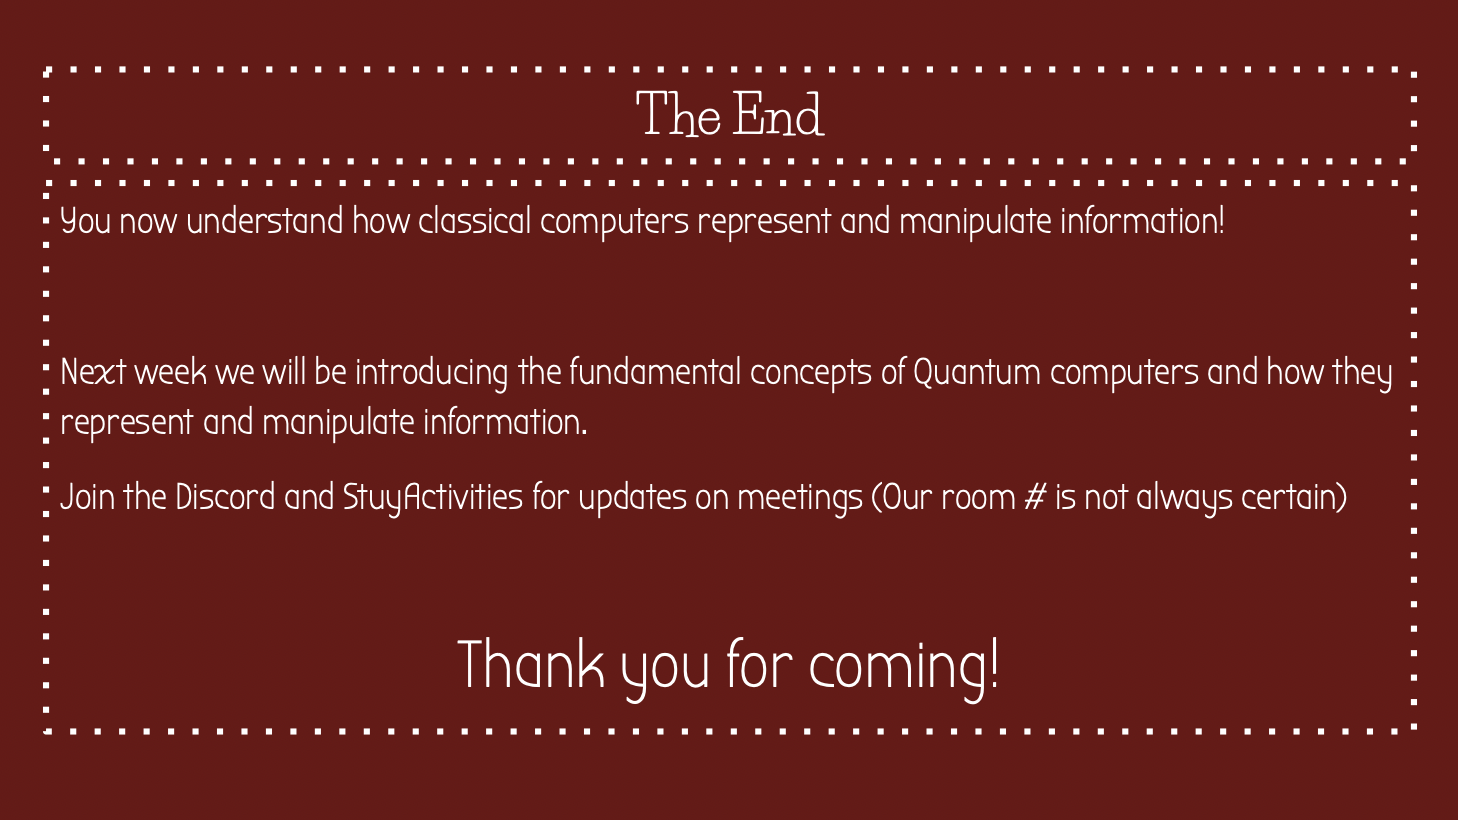 The End
You now understand how classical computers represent and manipulate information!
Next week we will be introducing the fundamental concepts of Quantum computers and how they
represent and manipulate information.
Join the Discord and StuyActivities for updates on meetings (Our room # is not always certain)
Thank you for coming!